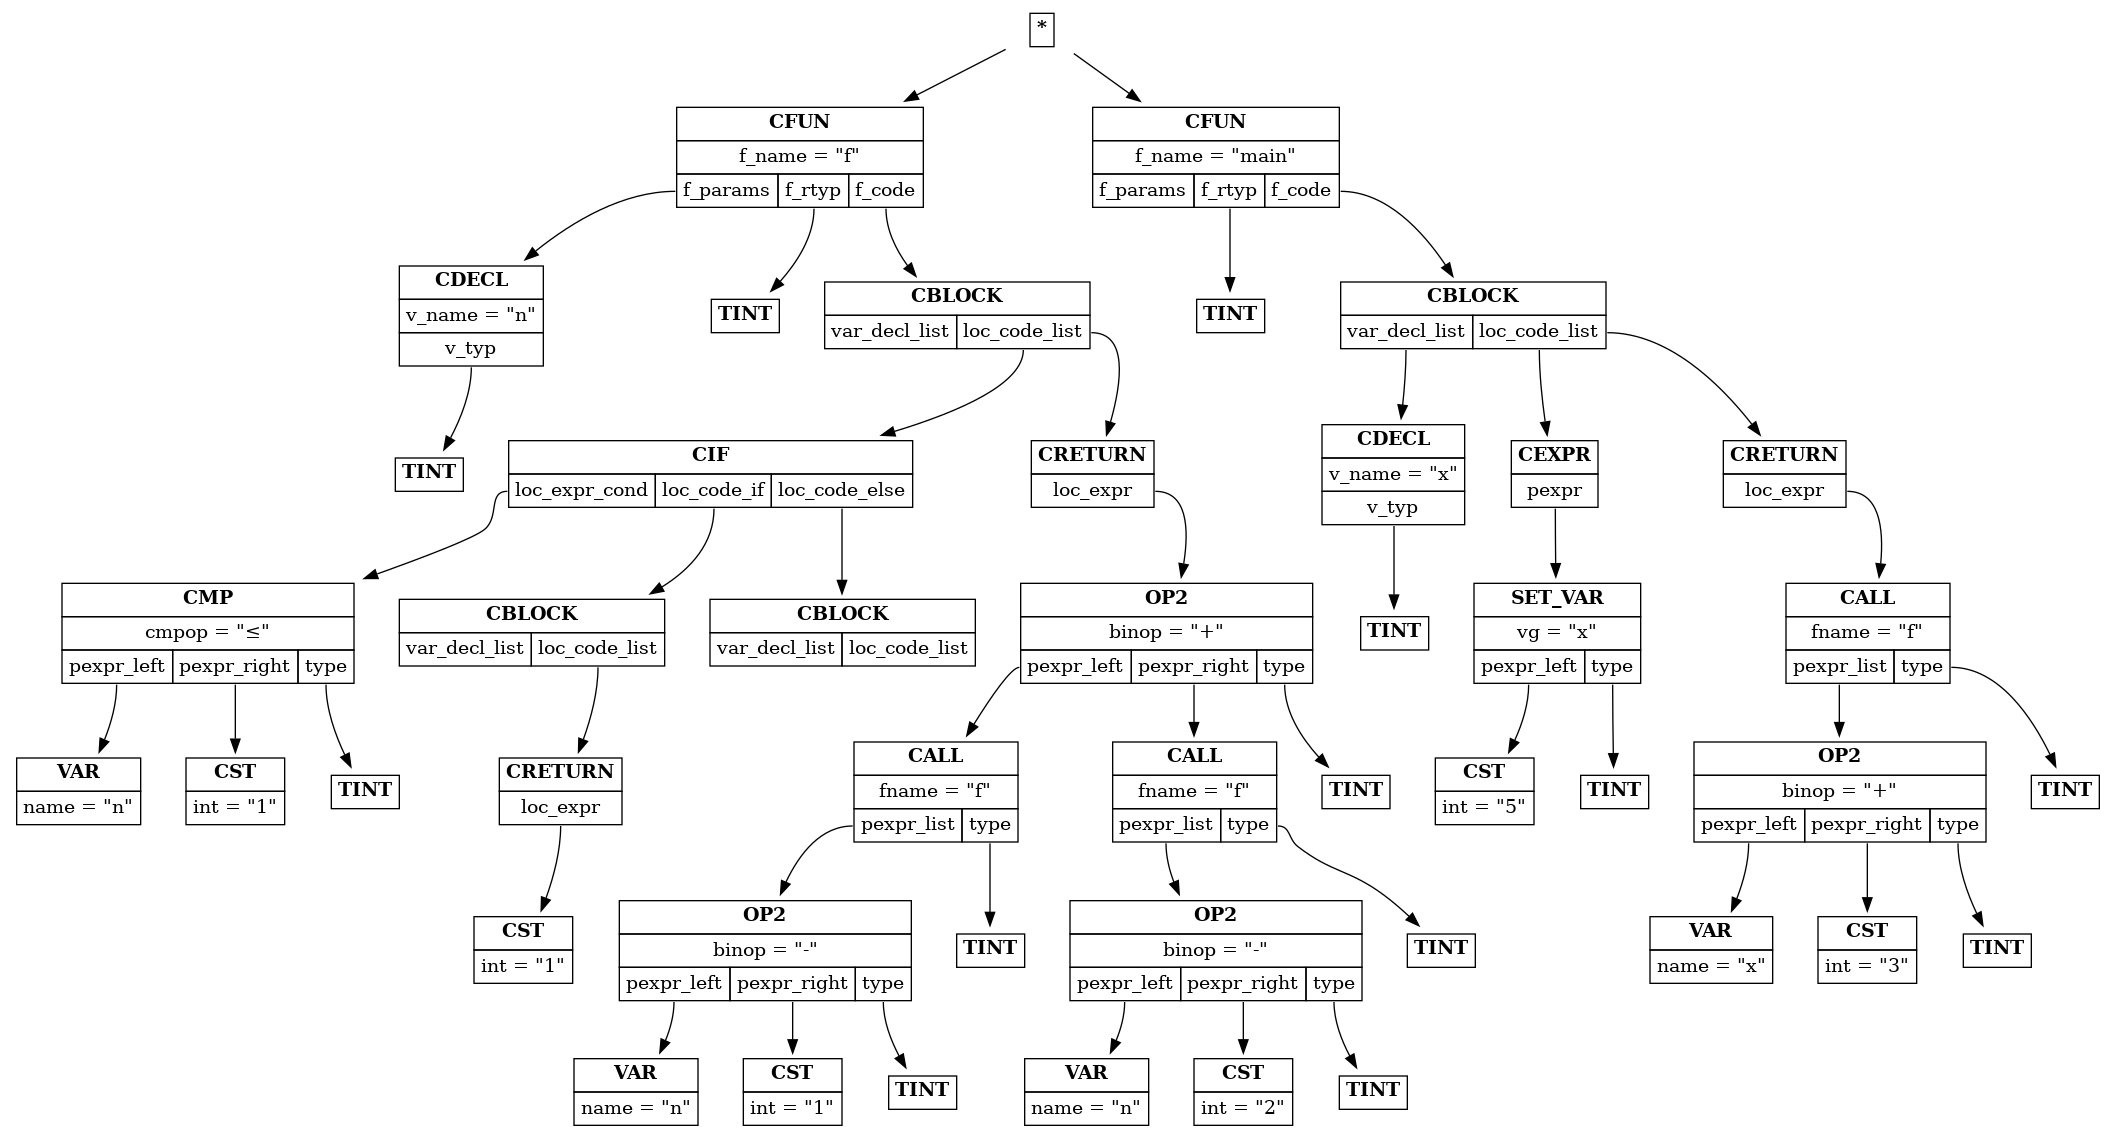 *
CFUN
f_name = "f"
f_params f_rtyp f_code
CFUN
f_name = "main"
f_params f_rtyp f_code
CDECL
v_name = "n"
v_typ
TINT
CBLOCK
var_decl_list loc_code_list
TINT
CBLOCK
var_decl_list loc_code_list
TINT
CIF
loc_expr_cond loc_code_if loc_code_else
CRETURN
loc_expr
CDECL
v_name = "x"
v_typ
CEXPR
pexpr
CRETURN
loc_expr
CMP
cmpop = "≤"
pexpr_left pexpr_right type
CBLOCK
var_decl_list loc_code_list
CBLOCK
var_decl_list loc_code_list
OP2
binop = "+"
pexpr_left pexpr_right type
TINT
SET_VAR
vg = "x"
pexpr_left type
CALL
fname = "f"
pexpr_list type
VAR
name = "n"
CST
int = "1"
TINT
CRETURN
loc_expr
CALL
fname = "f"
pexpr_list type
CALL
fname = "f"
pexpr_list type
TINT
CST
int = "5"
TINT
OP2
binop = "+"
pexpr_left pexpr_right type
TINT
CST
int = "1"
OP2
binop = "-"
pexpr_left pexpr_right type
TINT
OP2
binop = "-"
pexpr_left pexpr_right type
TINT
VAR
name = "x"
CST
int = "3"
TINT
VAR
name = "n"
CST
int = "1"
TINT
VAR
name = "n"
CST
int = "2"
TINT